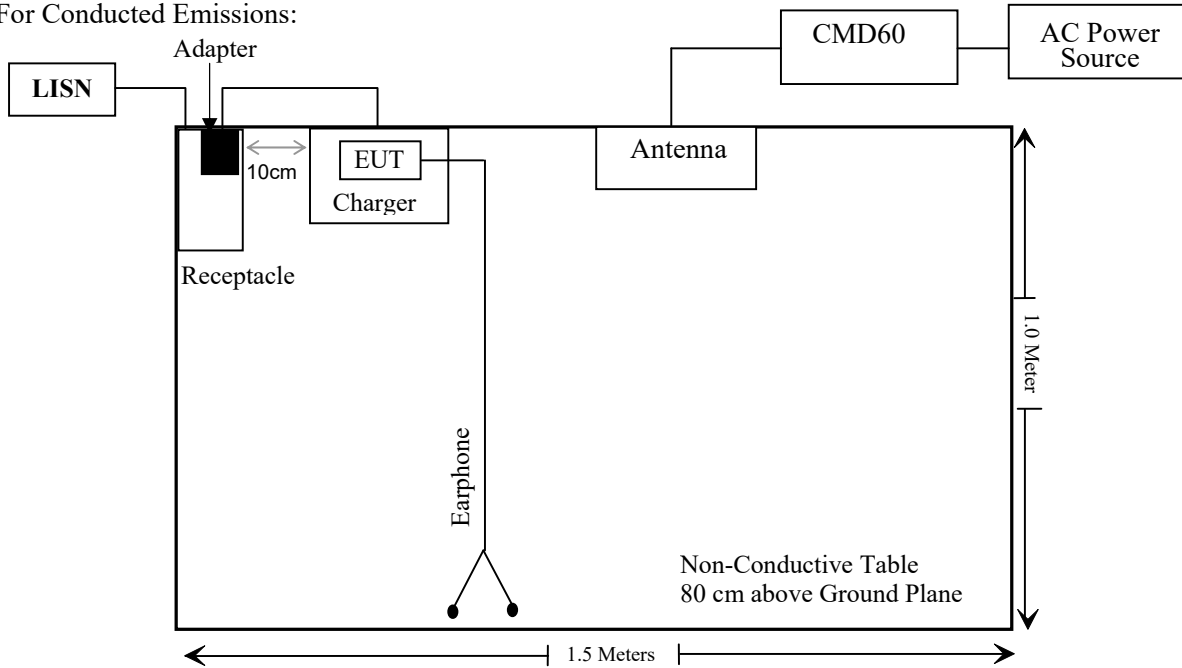 For Conducted Emissions:
Adapter
LISN
CMD60
AC Power
Source
10cm
EUT
Charger
Antenna
Receptacle
1.0 Meter
Earphone
Non-Conductive Table
80 cm above Ground Plane
1.5 Meters